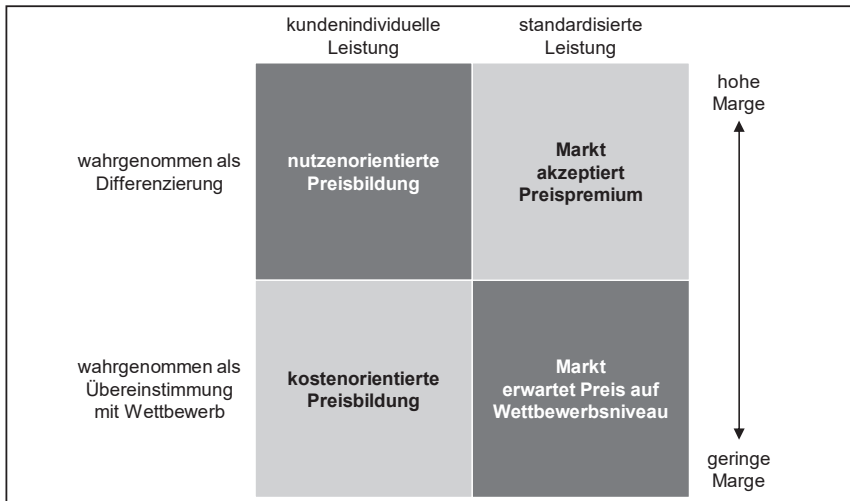 kundenindividuelle
Leistung
standardisierte
Leistung
hohe
Marge
wahrgenommen als
Differenzierung
nutzenorientierte
Preisbildung
Markt
akzeptiert
Preispremium
wahrgenommen als
Übereinstimmung
mit Wettbewerb
kostenorientierte
Preisbildung
Markt
erwartet Preis auf
Wettbewerbsniveau
geringe
Marge